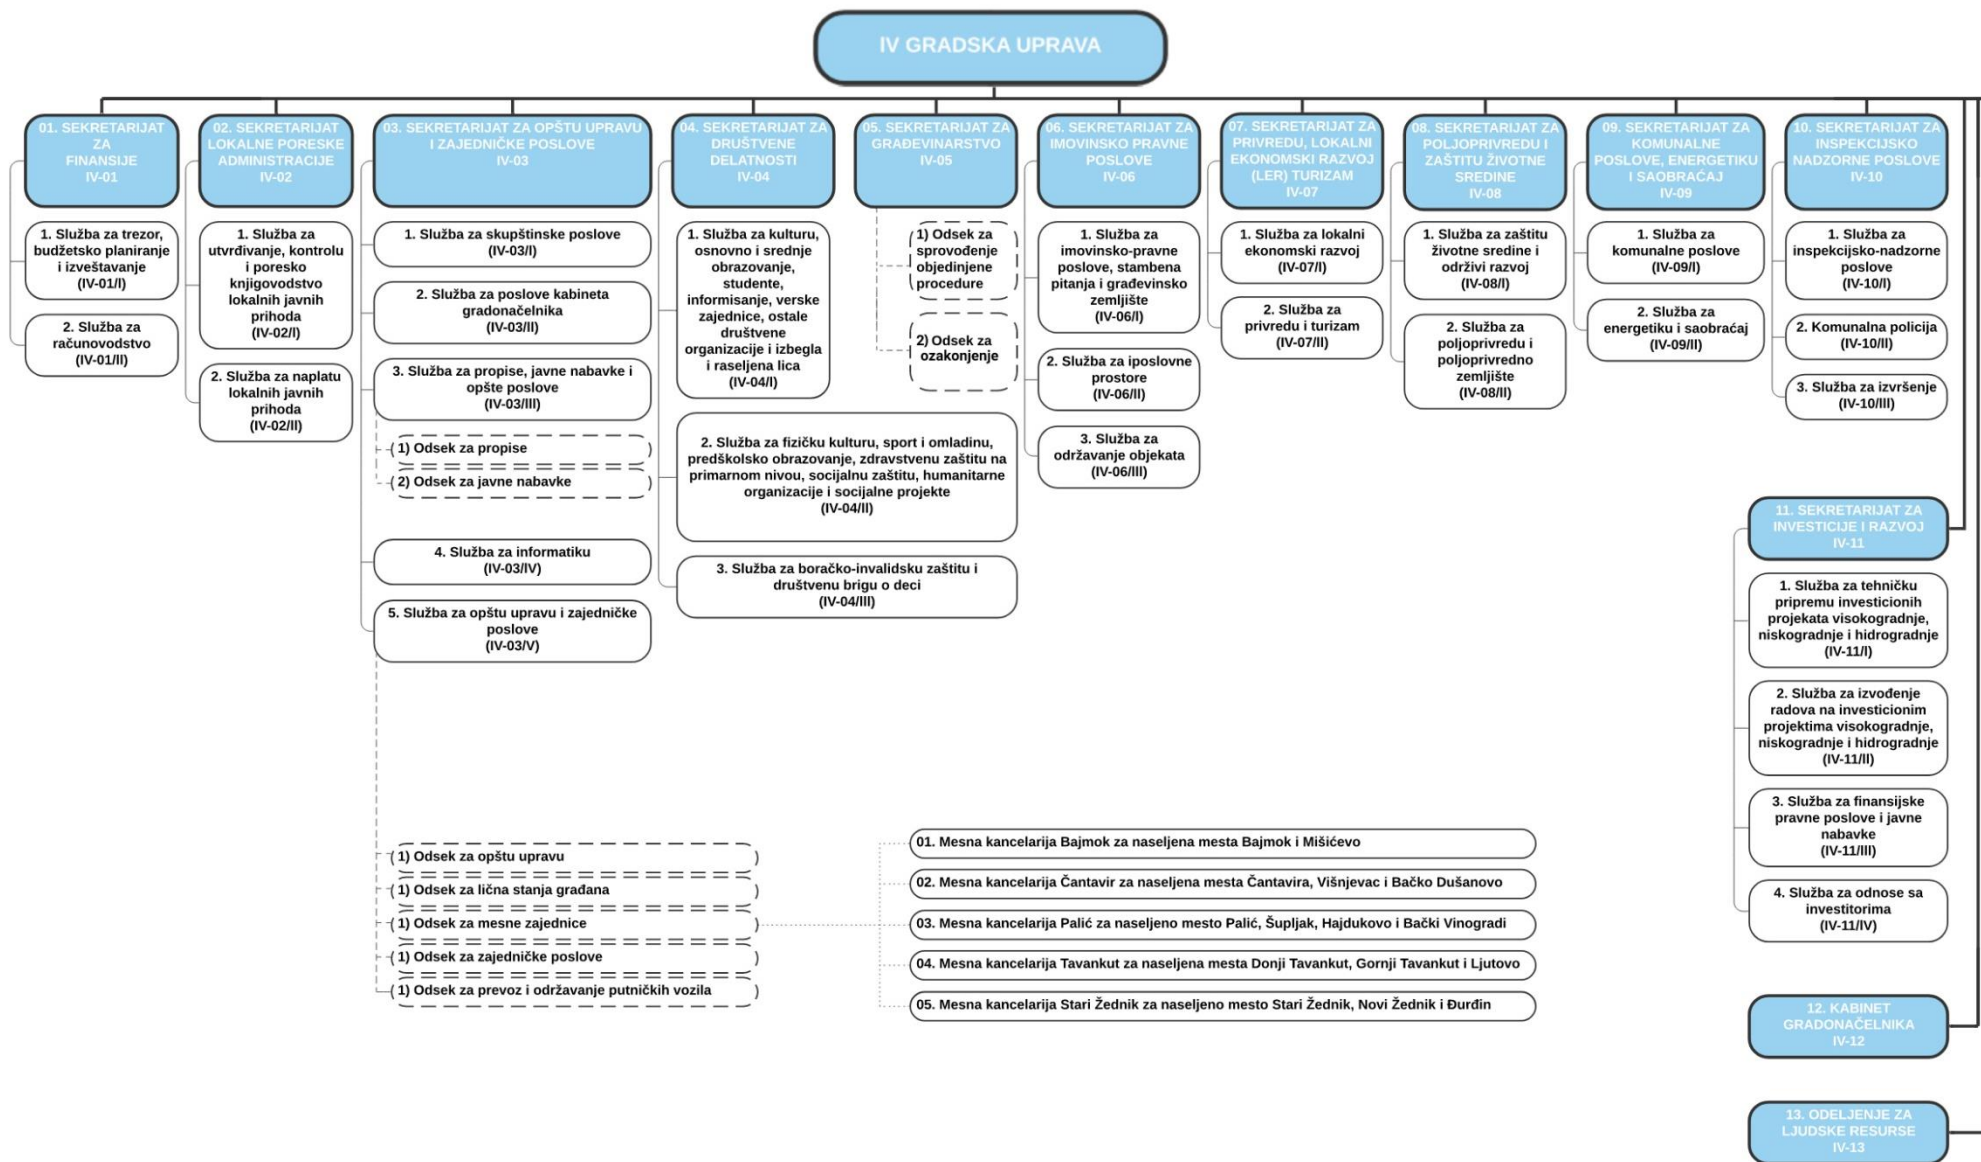 IV GRADSKA UPRAVA
01. SEKRETARIJAT
ZA
FINANSIJE
IV-01
1. Služba za trezor,
budžetsko planiranje
i izveštavanje
(IV-01/I)
2. Služba za
računovodstvo
(IV-01/II)
02. SEKRETARIJAT
LOKALNE PORESKE
ADMINISTRACIJE
IV-02
1. Služba za
utvrđivanje, kontrolu
i poresko
knjigovodstvo
lokalnih javnih
prihoda
(IV-02/I)
2. Služba za naplatu
lokalnih javnih
prihoda
(IV-02/II)
03. SEKRETARIJAT ZA OPŠTU UPRAVU
I ZAJEDNIČKE POSLOVE
IV-03
1. Služba za skupštinske poslove
(IV-03/I)
2. Služba za poslove kabineta
gradonačelnika
(IV-03/II)
3. Služba za propise, javne nabavke i
opšte poslove
(IV-03/III)
1) Odsek za propise
2) Odsek za javne nabavke
4. Služba za informatiku
(IV-03/IV)
5. Služba za opštu upravu i zajedničke
poslove
(IV-03/V)
1) Odsek za opštu upravu
1) Odsek za lična stanja građana
1) Odsek za mesne zajednice
1) Odsek za zajedničke poslove
1) Odsek za prevoz i održavanje putničkih vozila
01. Mesna kancelarija Bajmok za naseljena mesta Bajmok i Mišićevo
02. Mesna kancelarija Čantavir za naseljena mesta Čantavira, Višnjevac i Bačko Dušanovo
03. Mesna kancelarija Palić za naseljeno mesto Palić, Šupljak, Hajdukovo i Bački Vinogradi
04. Mesna kancelarija Tavankut za naseljena mesta Donji Tavankut, Gornji Tavankut i Ljutovo
05. Mesna kancelarija Stari Žednik za naseljeno mesto Stari Žednik, Novi Žednik i Đurđin
04. SEKRETARIJAT ZA
DRUŠTVENE
DELATNOSTI
IV-04
1. Služba za kulturu,
osnovno i srednje
obrazovanje,
studente,
informisanje, verske
zajednice, ostale
društvene
organizacije i izbegla
i raseljena lica
(IV-04/I)
2. Služba za fizičku kulturu, sport i omladinu,
predškolsko obrazovanje, zdravstvenu zaštitu na
primarnom nivou, socijalnu zaštitu, humanitarne
organizacije i socijalne projekte
(IV-04/II)
3. Služba za boračko-invalidsku zaštitu i
društvenu brigu o deci
(IV-04/III)
05. SEKRETARIJAT ZA
GRAĐEVINARSTVO
IV-05
1) Odsek za
sprovođenje
objedinjene
procedure
2) Odsek za
ozakonjenje
06. SEKRETARIJAT ZA
IMOVINSKO PRAVNE
POSLOVE
IV-06
1. Služba za
imovinsko-pravne
poslove, stambena
pitanja i građevinsko
zemljište
(IV-06/I)
2. Služba za iposlovne
prostore
(IV-06/II)
3. Služba za
održavanje objekata
(IV-06/III)
07. SEKRETARIJAT ZA
PRIVREDU, LOKALNI
EKONOMSKI RAZVOJ
(LER) TURIZAM
IV-07
1. Služba za lokalni
ekonomski razvoj
(IV-07/I)
2. Služba za
privredu i turizam
(IV-07/II)
08. SEKRETARIJAT ZA
POLJOPRIVREDU I
ZAŠTITU ŽIVOTNE
SREDINE
IV-08
1. Služba za zaštitu
životne sredine i
održivi razvoj
(IV-08/I)
2. Služba za
poljoprivredu i
poljoprivredno
zemljište
(IV-08/II)
09. SEKRETARIJAT ZA
KOMUNALNE
POSLOVE, ENERGETIKU
I SAOBRAĆAJ
IV-09
1. Služba za
komunalne poslove
(IV-09/I)
2. Služba za
energetiku i saobraćaj
(IV-09/II)
10. SEKRETARIJAT ZA
INSPEKCIJSKO
NADZORNE POSLOVE
IV-10
1. Služba za
inspekcijsko-nadzorne
poslove
(IV-10/I)
2. Komunalna policija
(IV-10/II)
3. Služba za izvršenje
(IV-10/III)
11. SEKRETARIJAT ZA
INVESTICIJE I RAZVOJ
IV-11
1. Služba za tehničku
pripremu investicionih
projekata visokogradnje,
niskogradnje i hidrogradnje
(IV-11/I)
2. Služba za izvođenje
radova na investicionim
projektima visokogradnje,
niskogradnje i hidrogradnje
(IV-11/II)
3. Služba za finansijske
pravne poslove i javne
nabavke
(IV-11/III)
4. Služba za odnose sa
investitorima
(IV-11/IV)
12. KABINET
GRADONAČELNIKA
IV-12
13. ODELJENJE ZA
LJUDSKE RESURSE
IV-13